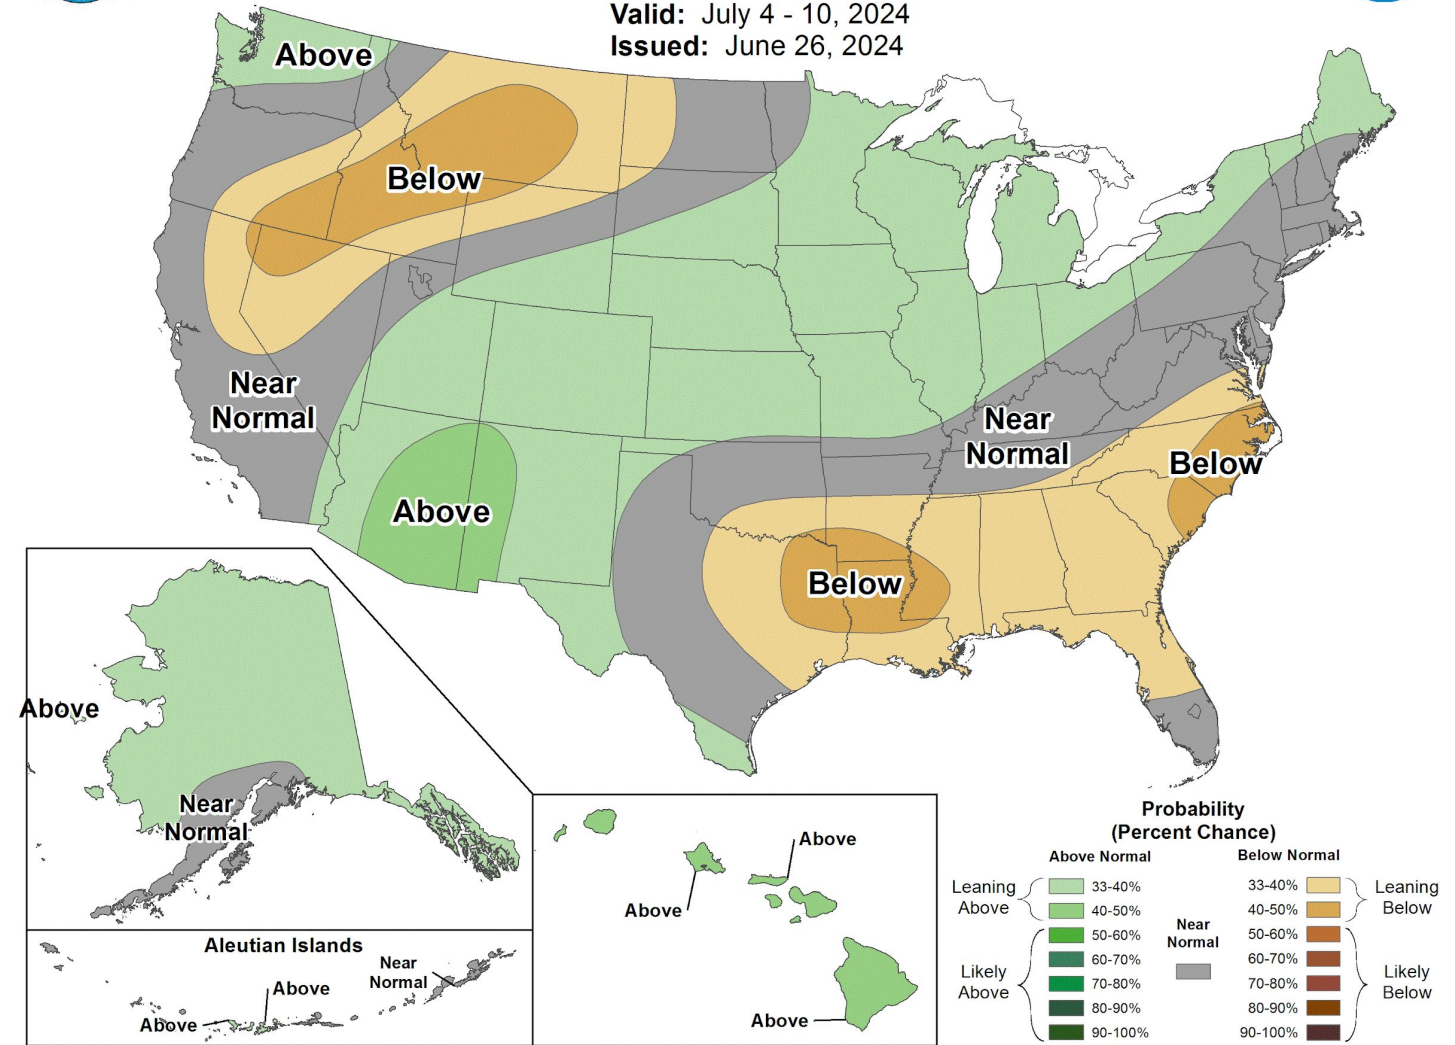 Valid: July 4 - 10, 2024
Issued: June 26, 2024
Above
Below
Near
Normal
Near
Normal
Below
Above
Below
Above
Near
Normal
Aleutian Islands
Near
Normal
Above
Above
Above
Above
Above
Probability
(Percent Chance)
Above Normal
Below Normal
Leaning
Above
33-40%
40-50%
Likely
Above
50-60%
60-70%
70-80%
80-90%
90-100%
Near
Normal
33-40%
40-50%
Leaning
Below
50-60%
60-70%
70-80%
80-90%
90-100%
Likely
Below